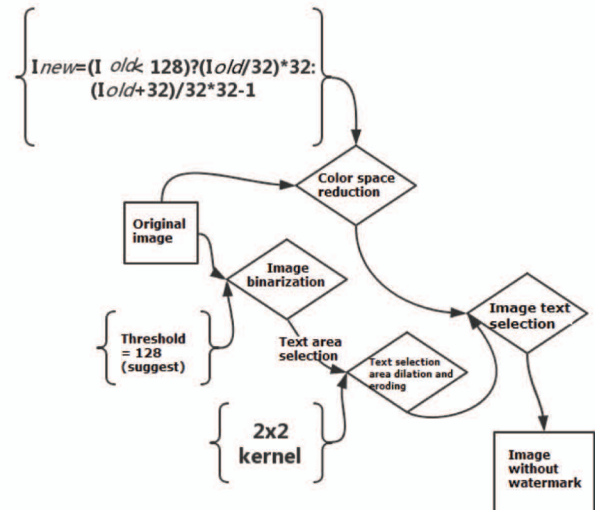 Inew=(I old< 128)?(Iold/32)*32:
(Iold+32)/32*32-1
Color space
reduction
Original
image
Image
binarization
Image text
selection
Threshold
= 128
(suggest)
Text area
selection
Text selection
area dilation and
eroding
2x2
kernel
Image
without
watermark